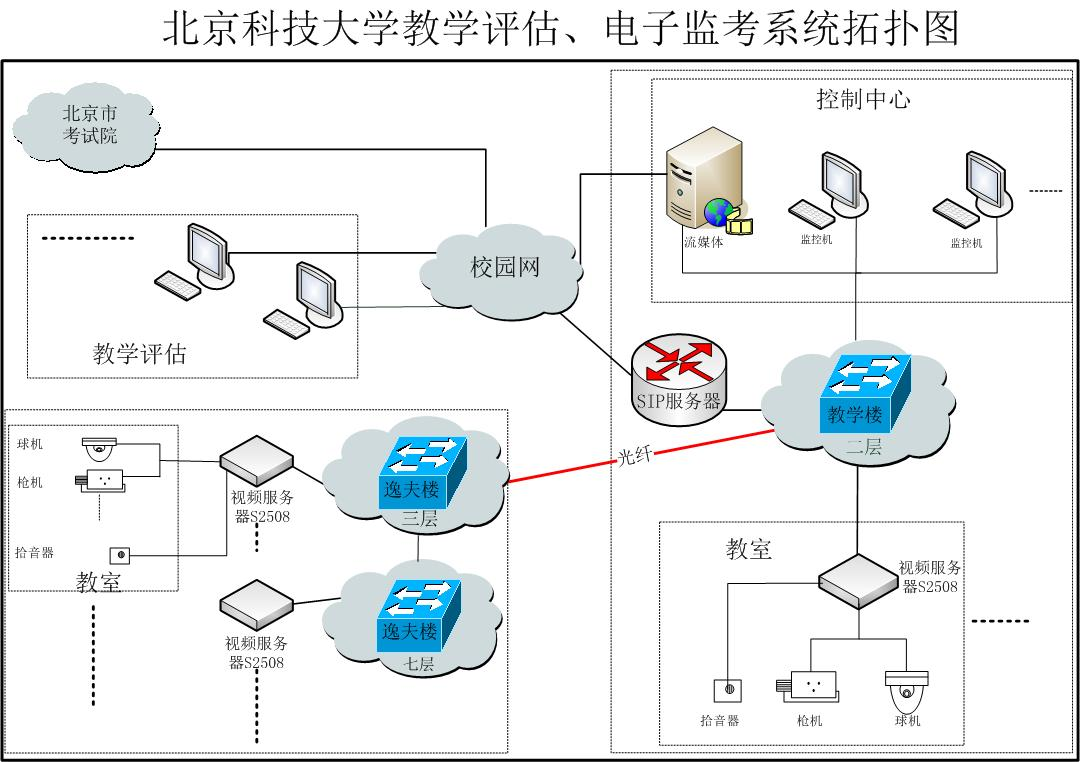 北京科技大学教学评估、电子监考系统拓扑图
北京市
考试院
控制中心
流媒体
监控机
监控机
校园网
教学评估
SIP服务器
教学楼
二层
光纤
球机
枪机
拾音器
教室
视频服务
器S2508
逸夫楼
三层
视频服务
器S2508
逸夫楼
七层
教室
视频服务
器S2508
拾音器
枪机
球机